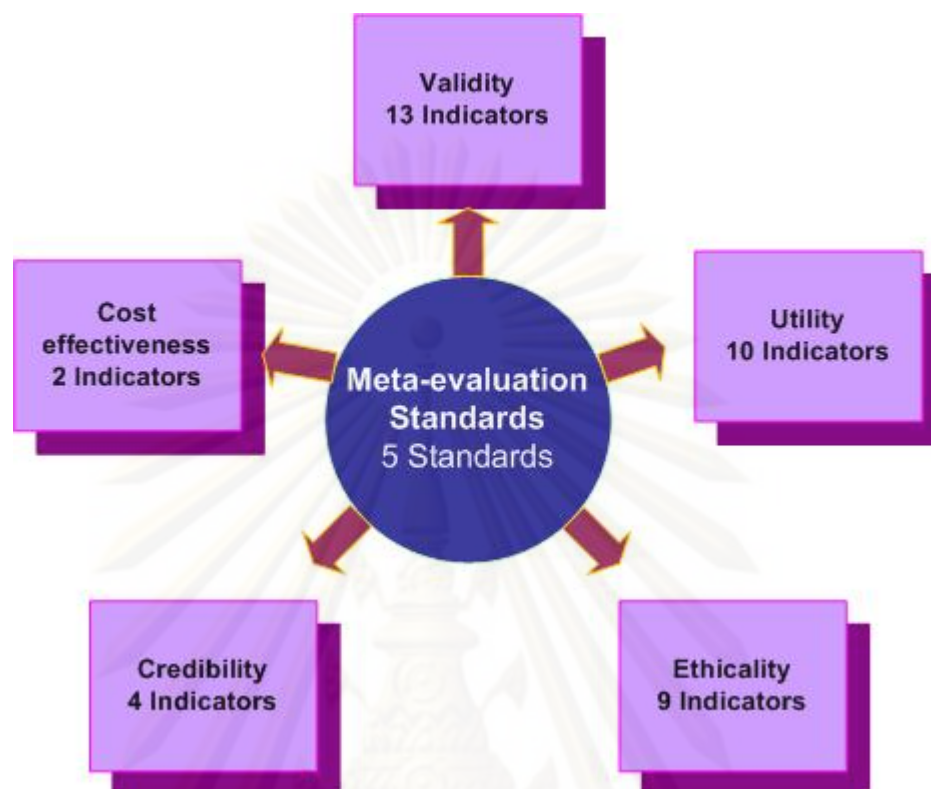 Validity
13 Indicators
Cost
effectiveness
2 Indicators
Utility
10 Indicators
Meta-evaluation
Standards
5 Standards
Credibility
4 Indicators
Ethicality
9 Indicators